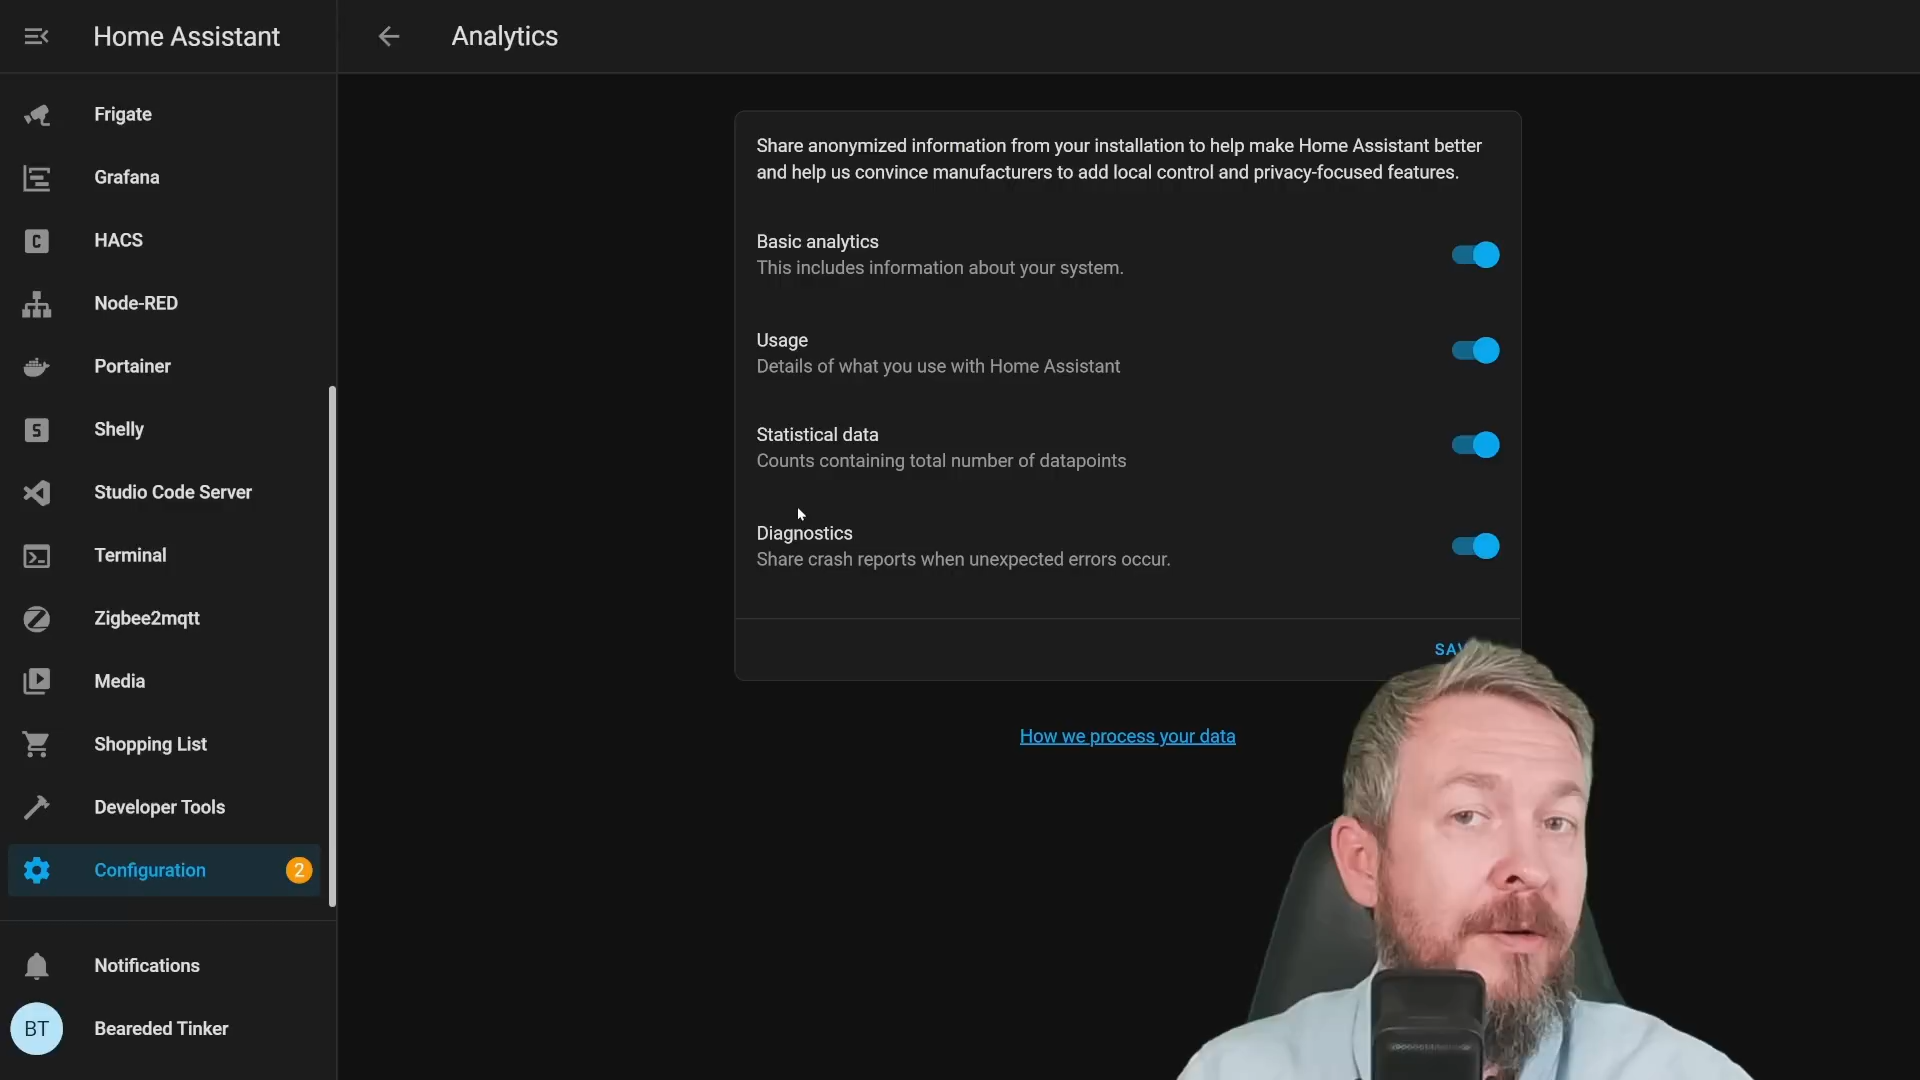 Home Assistant
Analytics
Frigate
Grafana
HACS
Node-RED
Portainer
Shelly
Studio Code Server
Terminal
Zigbee2mqtt
Media
Shopping List
Developer Tools
Configuration
2
Notifications
BT
Beareded Tinker
Share anonymized information from your installation to help make Home Assistant better
and help us convince manufacturers to add local control and privacy-focused features.
Basic analytics
This includes information about your system.
Usage
Details of what you use with Home Assistant
Statistical data
Counts containing total number of datapoints
Diagnostics
Share crash reports when unexpected errors occur.
How we process your data